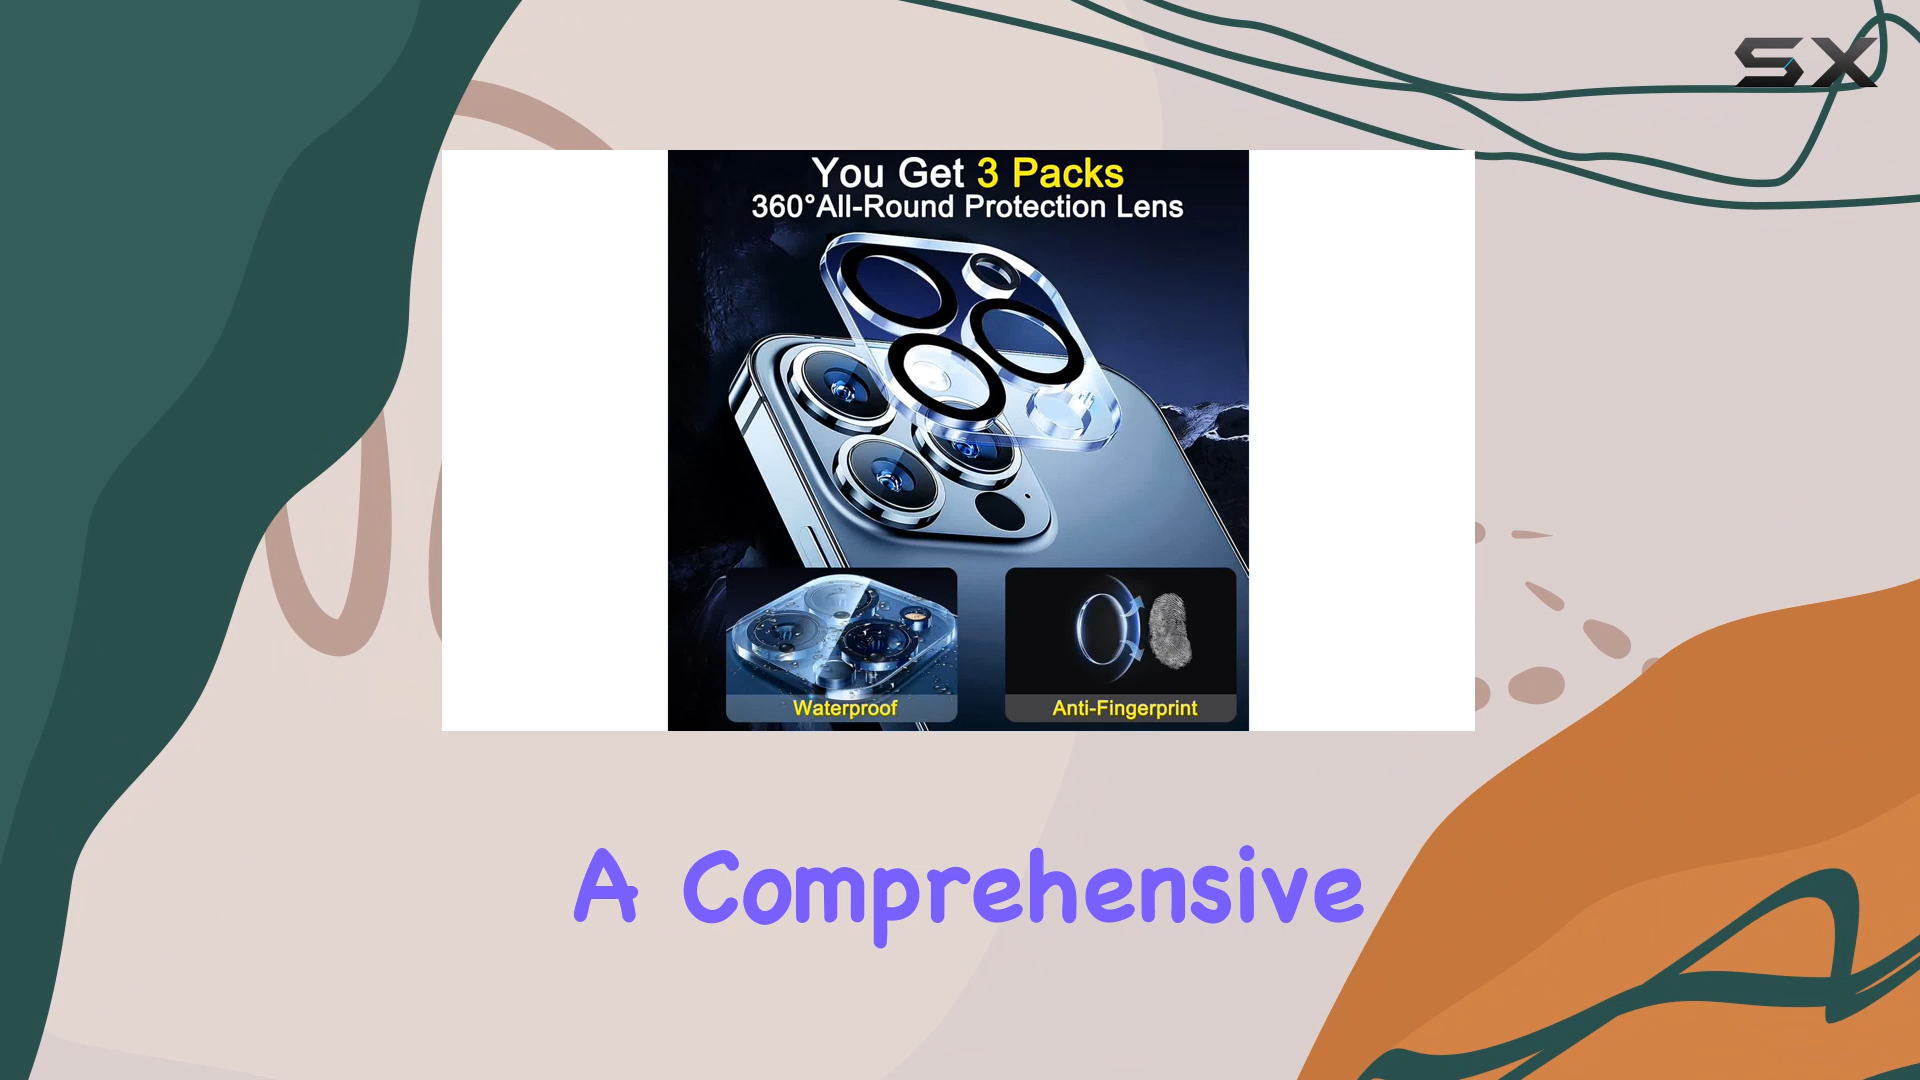 SX
You Get 3 Packs
360°All-Round Protection Lens
Waterproof
Anti-Fingerprint
A Comprehensive